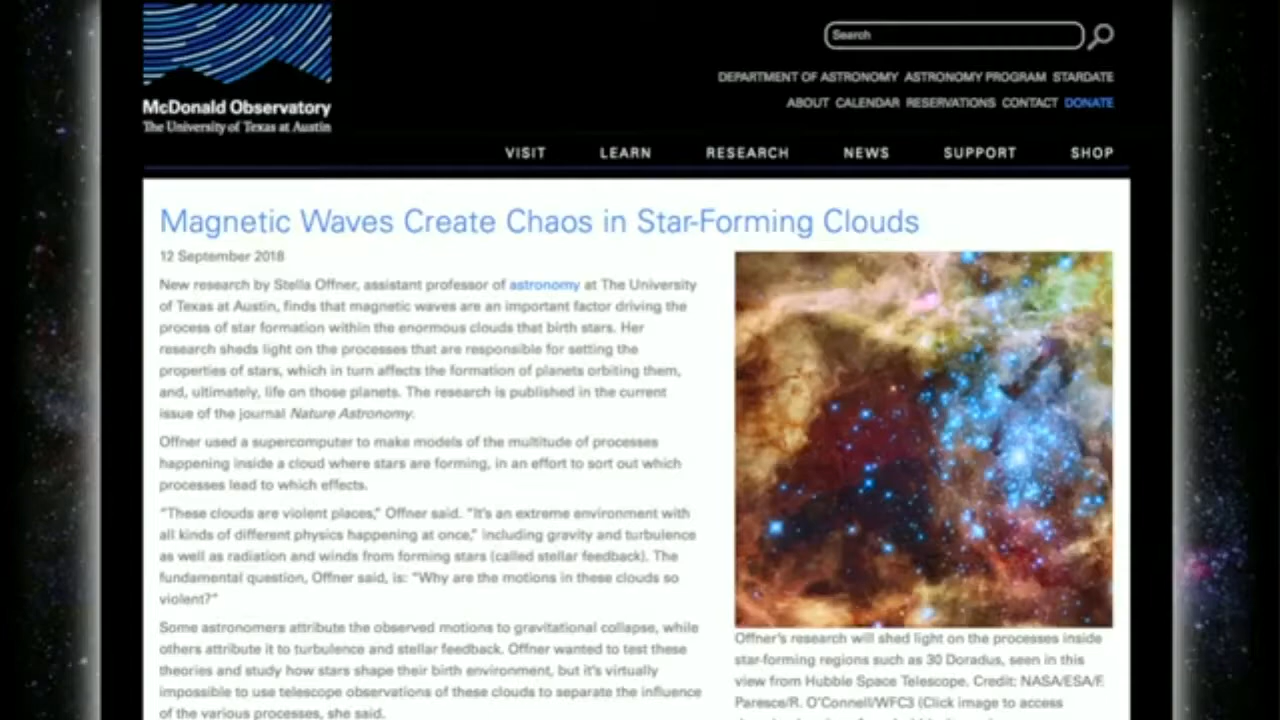 McDonald Observatory
The University of Texas at Austin
Search
DEPARTMENT OF ASTRONOMY ASTRONOMY PROGRAM STARDATE
ABOUT CALENDAR RESERVATIONS CONTACT DONATE
VISIT LEARN RESEARCH NEWS SUPPORT SHOP
Magnetic Waves Create Chaos in Star-Forming Clouds
12 September 2018
New research by Stella Offner, assistant professor of astronomy at The University
of Texas at Austin, finds that magnetic waves are an important factor driving the
process of star formation within the enormous clouds that birth stars. Her
research sheds light on the processes that are responsible for setting the
properties of stars, which in turn affects the formation of planets orbiting them,
and, ultimately, life on those planets. The research is published in the current
issue of the journal Nature Astronomy.
Offner used a supercomputer to make models of the multitude of processes
happening inside a cloud where stars are forming, in an effort to sort out which
processes lead to which effects.
"These clouds are violent places," Offner said. "It's an extreme environment with
all kinds of different physics happening at once," including gravity and turbulence
as well as radiation and winds from forming stars (called stellar feedback). The
fundamental question, Offner said, is: "Why are the motions in these clouds so
violent?"
Some astronomers attribute the observed motions to gravitational collapse, while
others attribute it to turbulence and stellar feedback. Offner wanted to test these
theories and study how stars shape their birth environment, but it's virtually
impossible to use telescope observations of these clouds to separate the influence
of the various processes, she said.
Offner's research will shed light on the processes inside
star-forming regions such as 30 Doradus, seen in this
view from Hubble Space Telescope. Credit: NASA/ESA/F.
Paresce/R. O'Connell/WFC3 (Click image to access